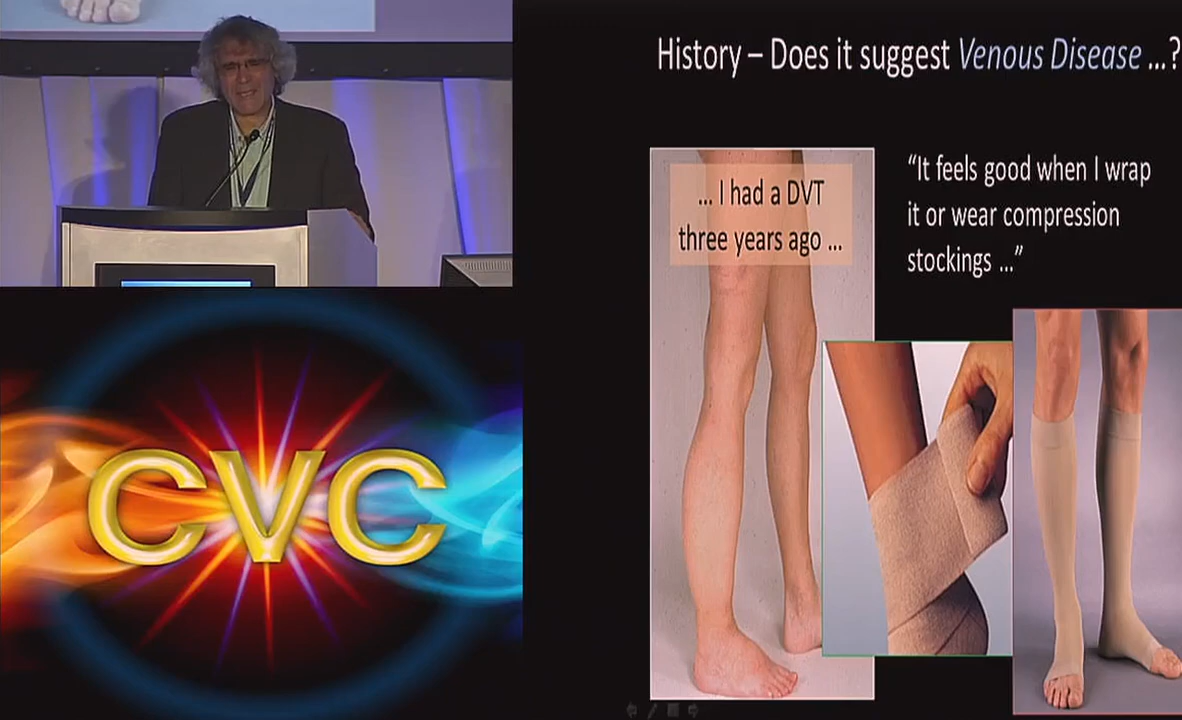 History – Does it suggest Venous Disease ...?
... I had a DVT
three years ago ...
“It feels good when I wrap
it or wear compression
stockings ...”
CVC